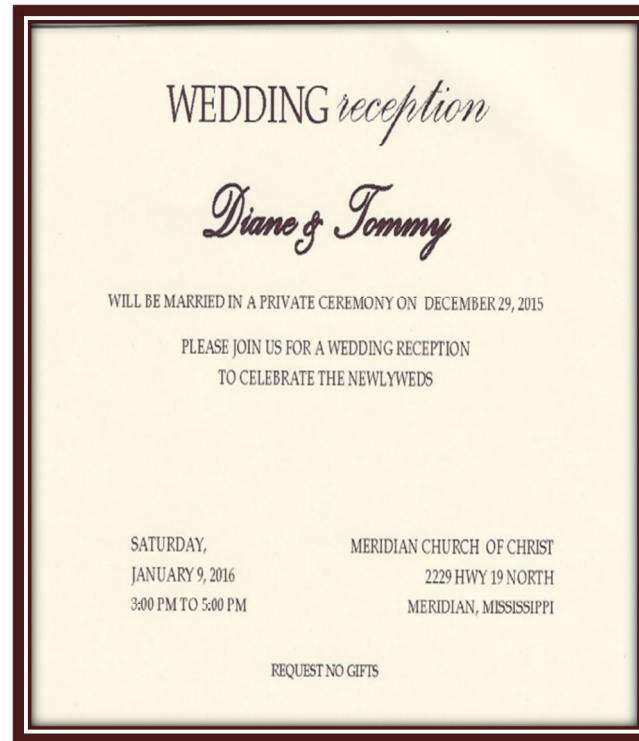 WEDDING reception
Diane & Tommy
WILL BE MARRIED IN A PRIVATE CEREMONY ON DECEMBER 29, 2015
PLEASE JOIN US FOR A WEDDING RECEPTION
TO CELEBRATE THE NEWLYWEDS
SATURDAY,
JANUARY 9, 2016
3:00 PM TO 5:00 PM
MERIDIAN CHURCH OF CHRIST
2229 HWY 19 NORTH
MERIDIAN, MISSISSIPPI
REQUEST NO GIFTS